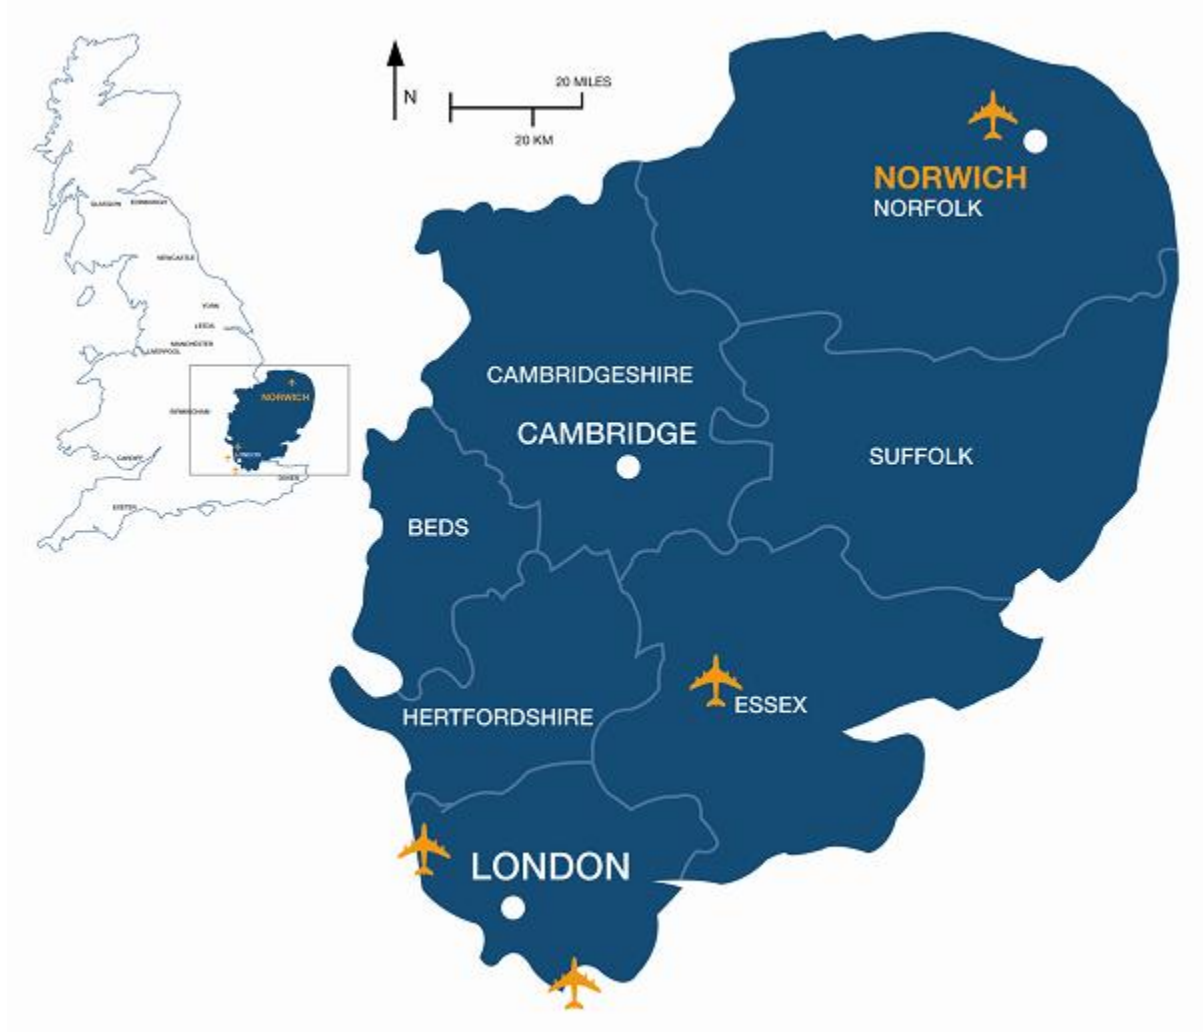 N
20 MILES
20 KM
NORWICH
NORFOLK
CAMBRIDGESHIRE
CAMBRIDGE
SUFFOLK
BEDS
ESSEX
HERTFORDSHIRE
LONDON
GLASGOW
EDINBURGH
NEWCASTLE
YORK
LEEDS
MANCHESTER
LIVERPOOL
NORWICH
BIRMINGHAM
LONDON
CARDIFF
DOVER
EXETER